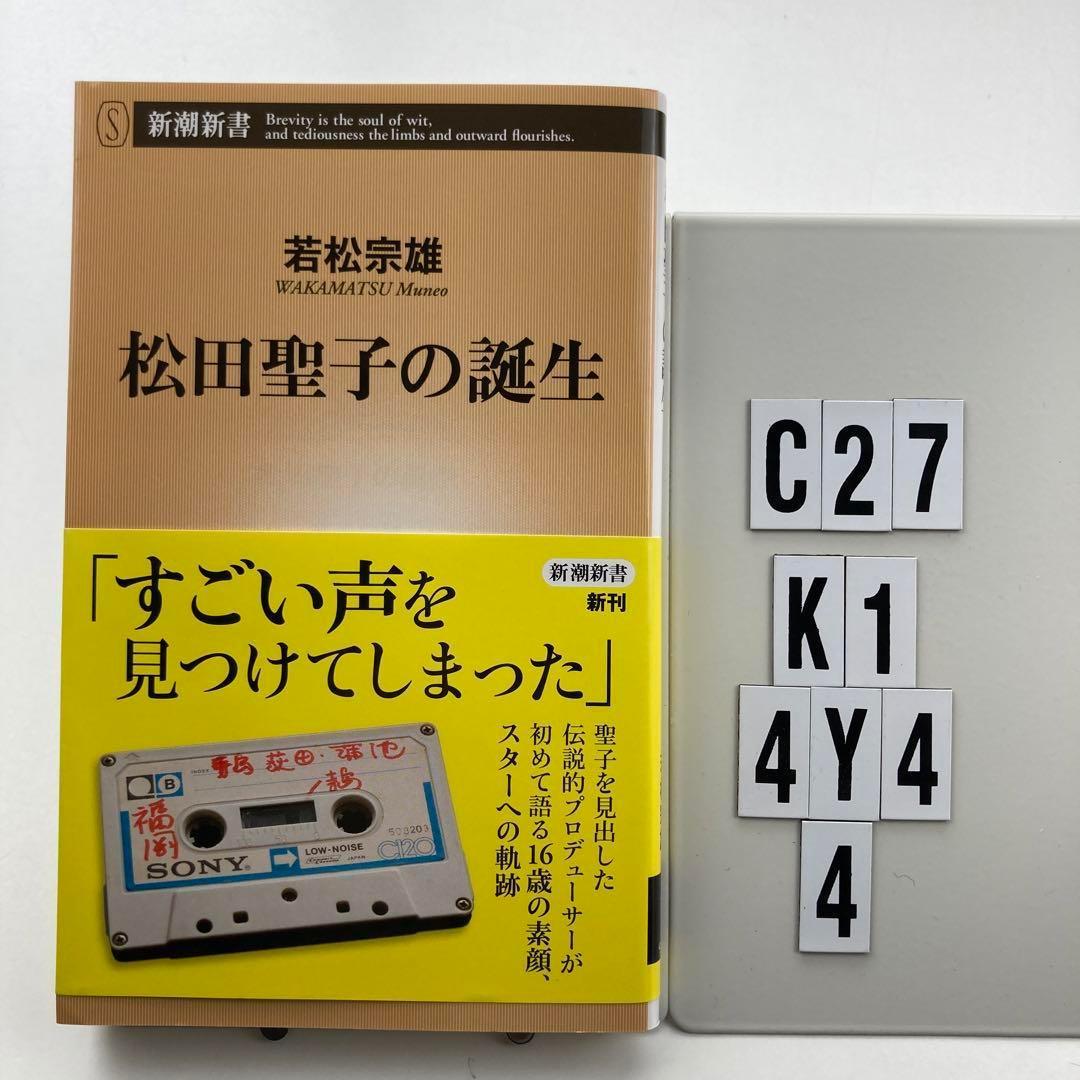 S
新潮新書
Brevity is the soul of wit,
and tediousness the limbs and outward flourishes.
若松宗雄
WAKAMATSU Muneo
松田聖子の誕生
「すごい声を
見つけてしまった」
新潮新書
新刊
聖子を見出した
伝説的プロデューサーが
初めて語る16歳の素顔、
スターへの軌跡
B
INDEX
福岡
SONY
LOW-NOISE
JAPAN
508203
C120
C27
K1
4Y4
4